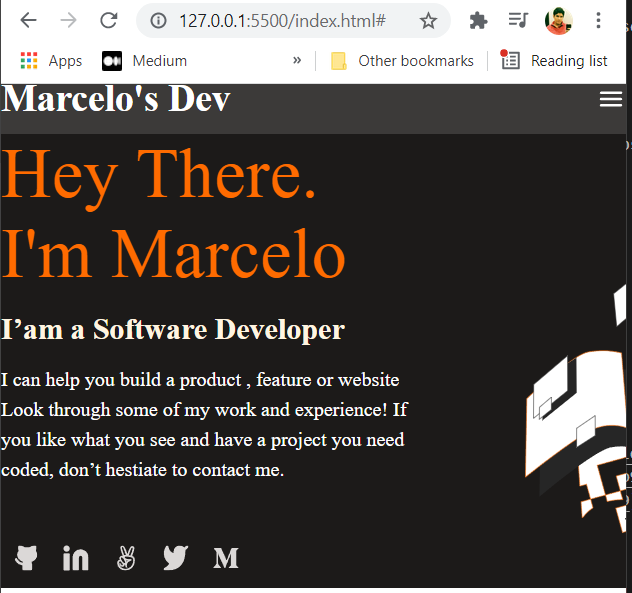 127.0.0.1:5500/index.html#
Apps Medium » Other bookmarks Reading list
Marcelo's Dev
Hey There.
I'm Marcelo
I’am a Software Developer
I can help you build a product , feature or website
Look through some of my work and experience! If
you like what you see and have a project you need
coded, don’t hestiate to contact me.